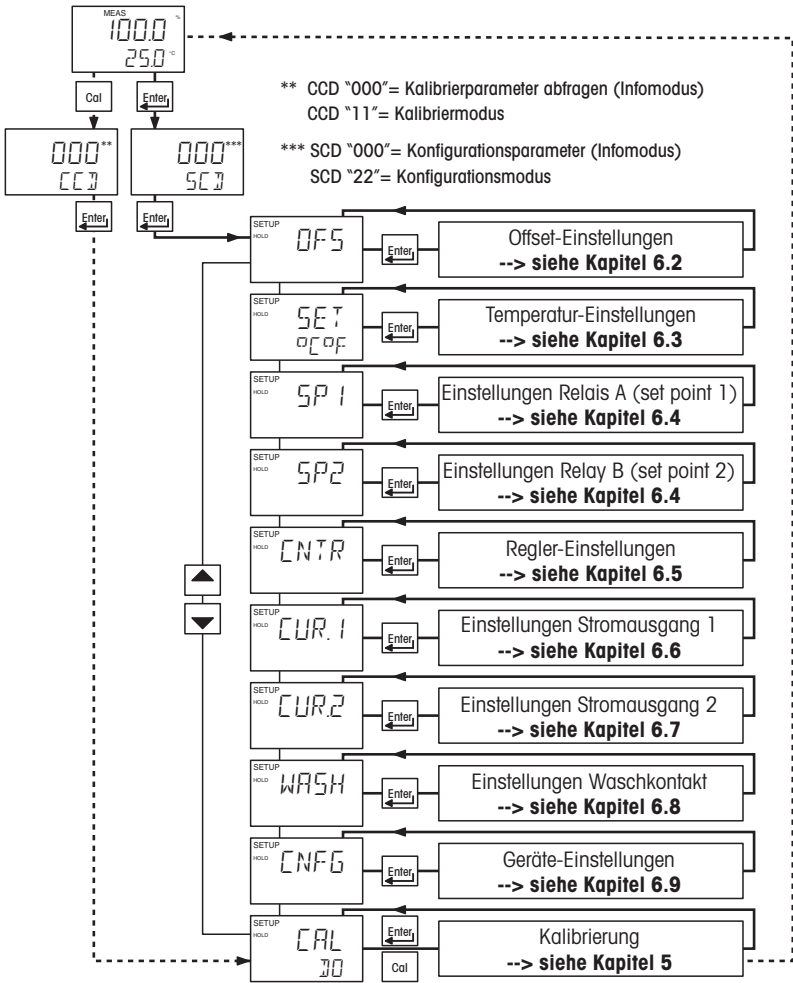 MEAS
100.0 %
25.0 °C
Cal
Enter
** CCD “000”= Kalibrierparameter abfragen (Infomodus)
CCD “11”= Kalibriermodus
000**
CCD
000***
SCD
*** SCD “000”= Konfigurationsparameter (Infomodus)
SCD “22”= Konfigurationsmodus
Enter
Enter
SETUP
HOLD
OFS
Enter
Offset-Einstellungen
--> siehe Kapitel 6.2
SETUP
HOLD
SET
°C°F
Enter
Temperatur-Einstellungen
--> siehe Kapitel 6.3
SETUP
HOLD
SP1
Enter
Einstellungen Relais A (set point 1)
--> siehe Kapitel 6.4
SETUP
HOLD
SP2
Enter
Einstellungen Relay B (set point 2)
--> siehe Kapitel 6.4
SETUP
HOLD
CNTR
Enter
Regler-Einstellungen
--> siehe Kapitel 6.5
SETUP
HOLD
CUR.1
Enter
Einstellungen Stromausgang 1
--> siehe Kapitel 6.6
SETUP
HOLD
CUR.2
Enter
Einstellungen Stromausgang 2
--> siehe Kapitel 6.7
SETUP
HOLD
WASH
Enter
Einstellungen Waschkontakt
--> siehe Kapitel 6.8
SETUP
HOLD
CNFG
Enter
Geräte-Einstellungen
--> siehe Kapitel 6.9
SETUP
HOLD
CAL
DO
Enter
Cal
Kalibrierung
--> siehe Kapitel 5